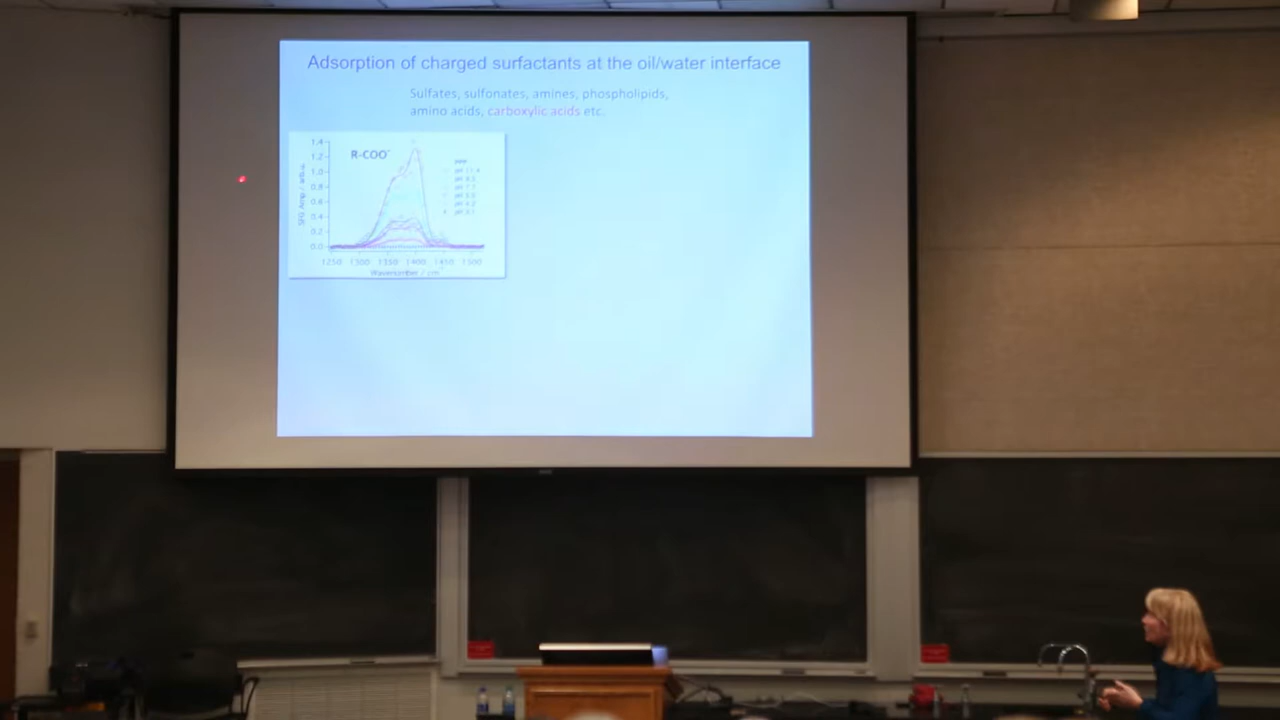 Adsorption of charged surfactants at the oil/water interface
Sulfates, sulfonates, amines, phospholipids,
amino acids, carboxylic acids etc.
R-COO⁻
1.4
1.2
1.0
0.8
0.6
0.4
0.2
0.0
1250 1300 1350 1400 1450 1500
Wavenumber / cm⁻¹